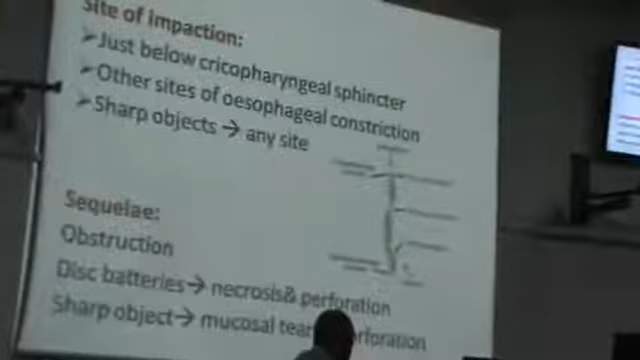 Site of Impaction:
➤Just below cricopharyngeal sphincter
➤Other sites of oesophageal constriction
➤Sharp objects → any site
Sequelae:
Obstruction
Disc batteries→ necrosis& perforation
Sharp object→ mucosal tear